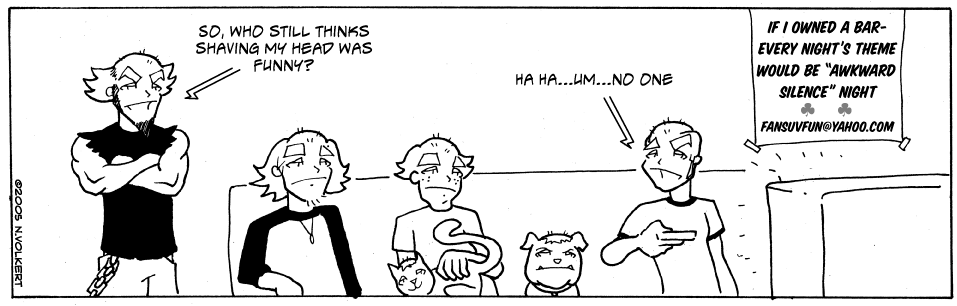 SO, WHO STILL THINKS
SHAVING MY HEAD WAS
FUNNY?
HA HA...UM...NO ONE
IF I OWNED A BAR-
EVERY NIGHT'S THEME
WOULD BE "AWKWARD
SILENCE" NIGHT
FANSUVFUN@YAHOO.COM
©2005 N.VOLKERT